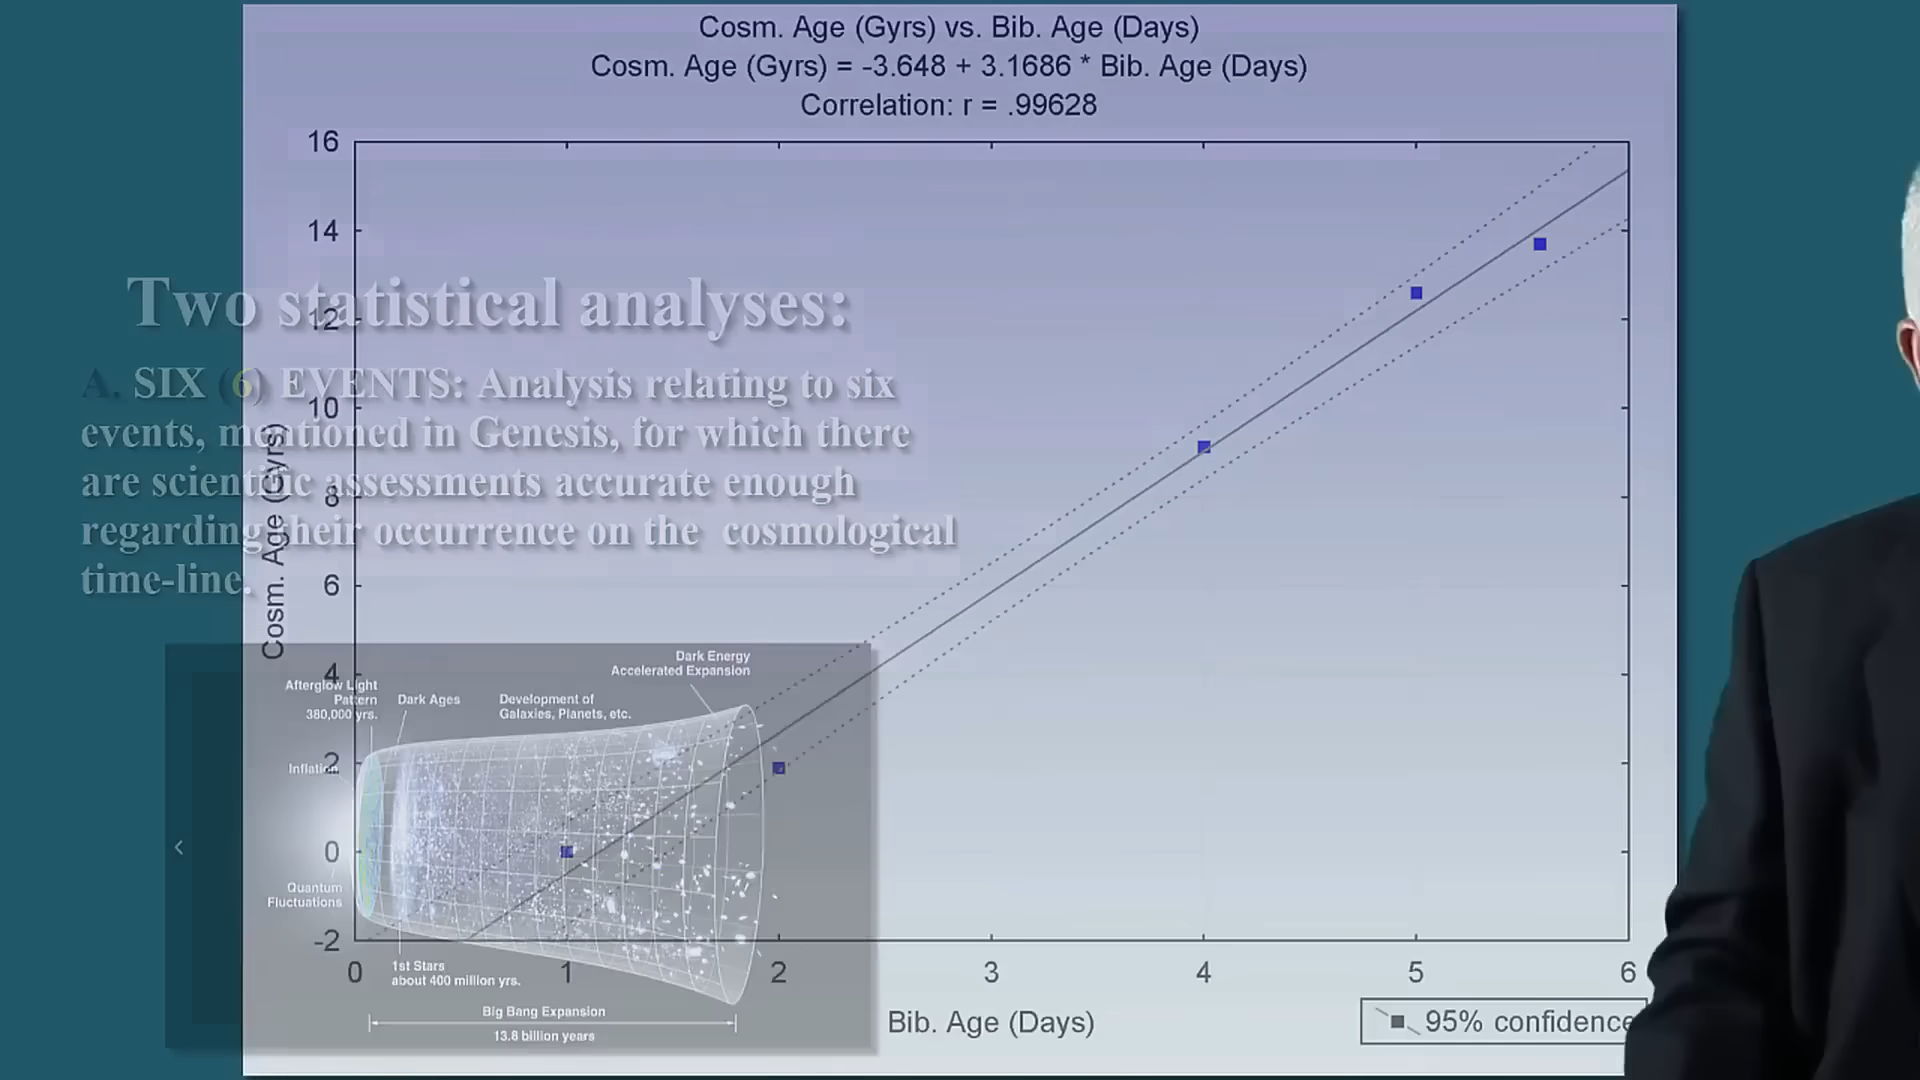 Cosm. Age (Gyrs) vs. Bib. Age (Days)
Cosm. Age (Gyrs) = -3.648 + 3.1686 * Bib. Age (Days)
Correlation: r = .99628
16
14
12
10
8
6
4
2
0
-2
Cosm. Age (Gyrs)
0 1 2 3 4 5 6
Bib. Age (Days)
95% confidence
Two statistical analyses:
A. SIX (6) EVENTS: Analysis relating to six
events, mentioned in Genesis, for which there
are scientific assessments accurate enough
regarding their occurrence on the cosmological
time-line.
Dark Energy
Accelerated Expansion
Afterglow Light
Pattern
380,000 yrs.
Dark Ages
Development of
Galaxies, Planets, etc.
Inflation
Quantum
Fluctuations
1st Stars
about 400 million yrs.
Big Bang Expansion
13.8 billion years